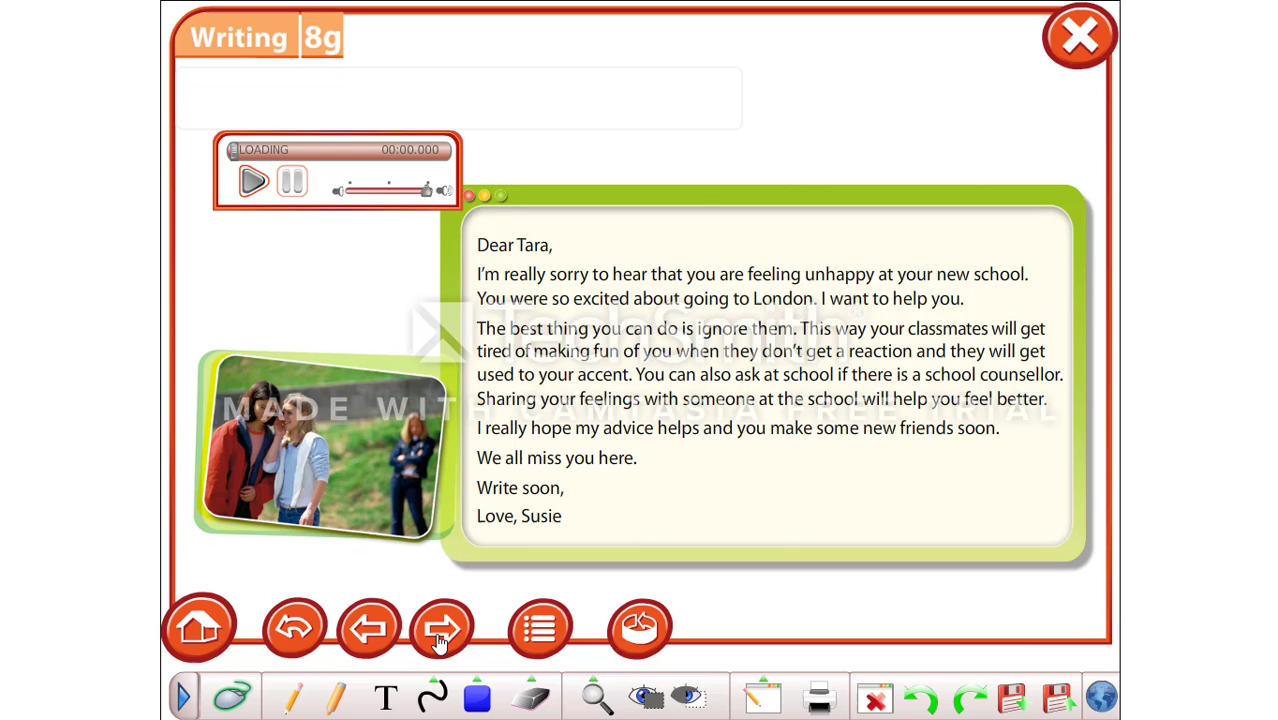 Writing 8g
LOADING 00:00.000
Dear Tara,
I'm really sorry to hear that you are feeling unhappy at your new school.
You were so excited about going to London. I want to help you.
The best thing you can do is ignore them. This way your classmates will get
tired of making fun of you when they don't get a reaction and they will get
used to your accent. You can also ask at school if there is a school counsellor.
Sharing your feelings with someone at the school will help you feel better.
I really hope my advice helps and you make some new friends soon.
We all miss you here.
Write soon,
Love, Susie
TechSmith
MADE WITH CAMTASIA FREE TRIAL
T